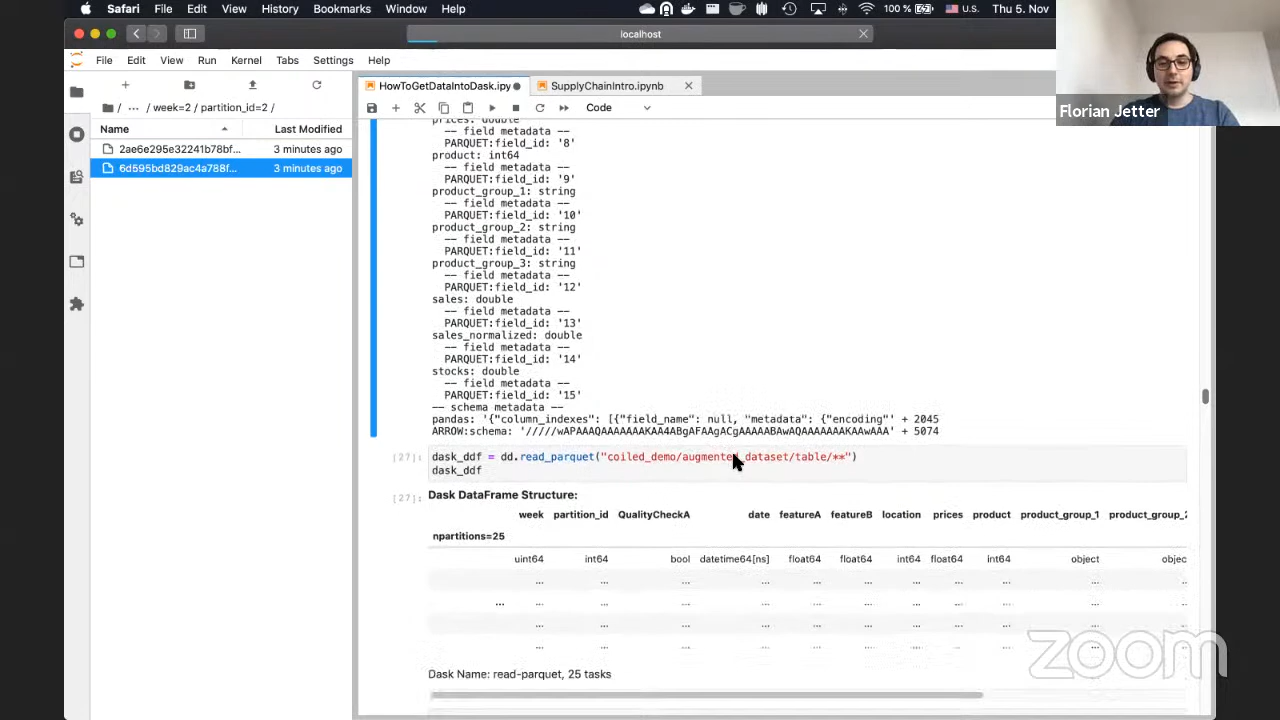 Safari File Edit View History Bookmarks Window Help 100 % U.S. Thu 5. Nov
localhost
File Edit View Run Kernel Tabs Settings Help
HowToGetDataIntoDask.ipy SupplyChainIntro.ipynb
/ ... / week=2 / partition_id=2 /
Code
Florian Jetter
Name Last Modified
2ae6e295e32241b78bf... 3 minutes ago
6d595bd829ac4a788f... 3 minutes ago
prices: double
-- field metadata --
PARQUET:field_id: '8'
product: int64
-- field metadata --
PARQUET:field_id: '9'
product_group_1: string
-- field metadata --
PARQUET:field_id: '10'
product_group_2: string
-- field metadata --
PARQUET:field_id: '11'
product_group_3: string
-- field metadata --
PARQUET:field_id: '12'
sales: double
-- field metadata --
PARQUET:field_id: '13'
sales_normalized: double
-- field metadata --
PARQUET:field_id: '14'
stocks: double
-- field metadata --
PARQUET:field_id: '15'
-- schema metadata --
pandas: '{"column_indexes": [{"field_name": null, "metadata": {"encoding"' + 2045
ARROW:schema: '/////wAPAAAQAAAAAAAKAA4ABgAFAAgACgAAAAABAwAQAAAAAAAKAAwAAA' + 5074
[27]: dask_ddf = dd.read_parquet("coiled_demo/augmented_dataset/table/**")
dask_ddf
[27]: Dask DataFrame Structure:
week partition_id QualityCheckA date featureA featureB location prices product product_group_1 product_group_2
npartitions=25
uint64 int64 bool datetime64[ns] float64 float64 int64 float64 int64 object objec
... ... ... ... ... ... ... ... ... ... ...
... ... ... ... ... ... ... ... ... ... ... ...
... ... ... ... ... ... ... ... ... ... ...
... ... ... ... ... ... ... ... ... ... ...
Dask Name: read-parquet, 25 tasks
zoom